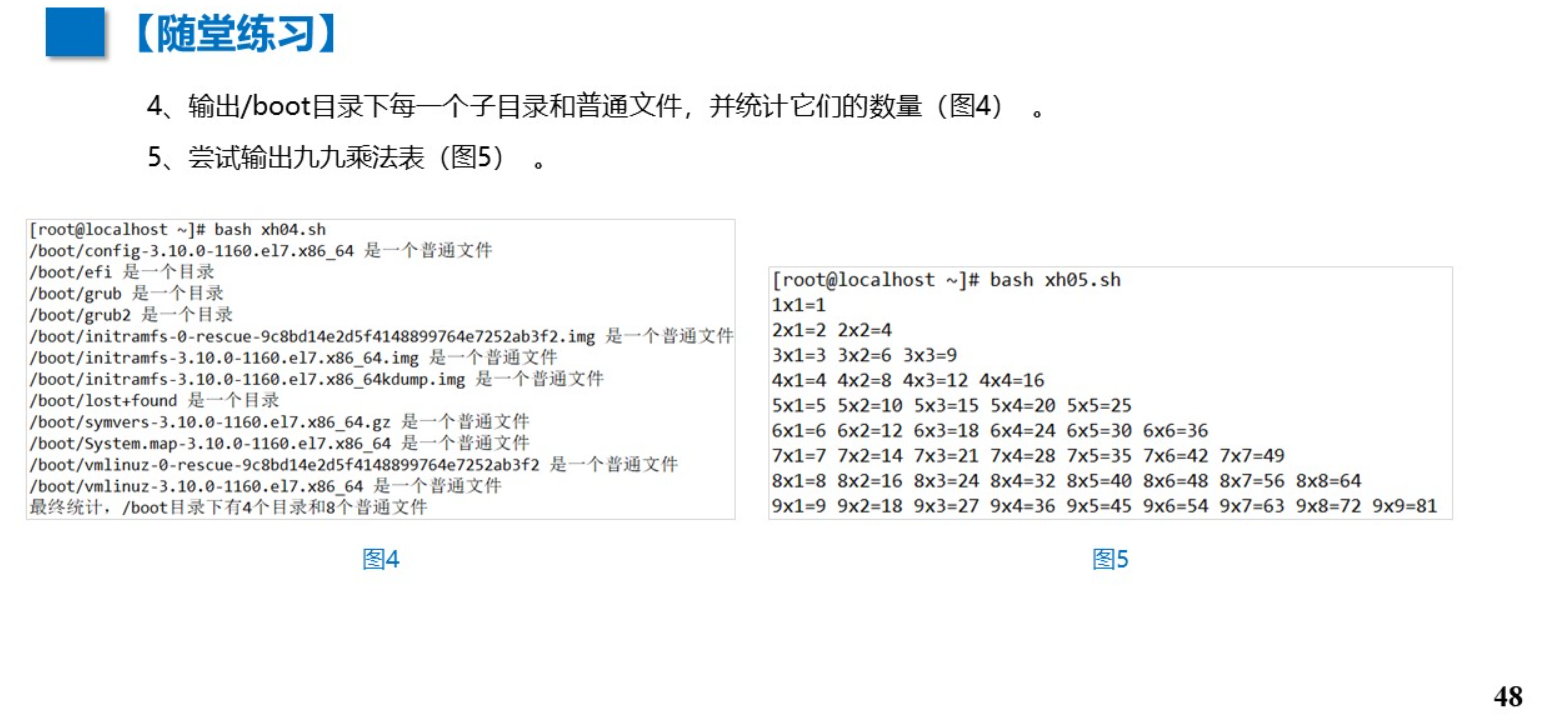 【随堂练习】
4、输出/boot目录下每一个子目录和普通文件，并统计它们的数量（图4） 。
5、尝试输出九九乘法表（图5） 。
[root@localhost ~]# bash xh04.sh
/boot/config-3.10.0-1160.el7.x86_64 是一个普通文件
/boot/efi 是一个目录
/boot/grub 是一个目录
/boot/grub2 是一个目录
/boot/initramfs-0-rescue-9c8bd14e2d5f4148899764e7252ab3f2.img 是一个普通文件
/boot/initramfs-3.10.0-1160.el7.x86_64.img 是一个普通文件
/boot/initramfs-3.10.0-1160.el7.x86_64kdump.img 是一个普通文件
/boot/lost+found 是一个目录
/boot/symvers-3.10.0-1160.el7.x86_64.gz 是一个普通文件
/boot/System.map-3.10.0-1160.el7.x86_64 是一个普通文件
/boot/vmlinuz-0-rescue-9c8bd14e2d5f4148899764e7252ab3f2 是一个普通文件
/boot/vmlinuz-3.10.0-1160.el7.x86_64 是一个普通文件
最终统计，/boot目录下有4个目录和8个普通文件
图4
[root@localhost ~]# bash xh05.sh
1x1=1
2x1=2 2x2=4
3x1=3 3x2=6 3x3=9
4x1=4 4x2=8 4x3=12 4x4=16
5x1=5 5x2=10 5x3=15 5x4=20 5x5=25
6x1=6 6x2=12 6x3=18 6x4=24 6x5=30 6x6=36
7x1=7 7x2=14 7x3=21 7x4=28 7x5=35 7x6=42 7x7=49
8x1=8 8x2=16 8x3=24 8x4=32 8x5=40 8x6=48 8x7=56 8x8=64
9x1=9 9x2=18 9x3=27 9x4=36 9x5=45 9x6=54 9x7=63 9x8=72 9x9=81
图5
48